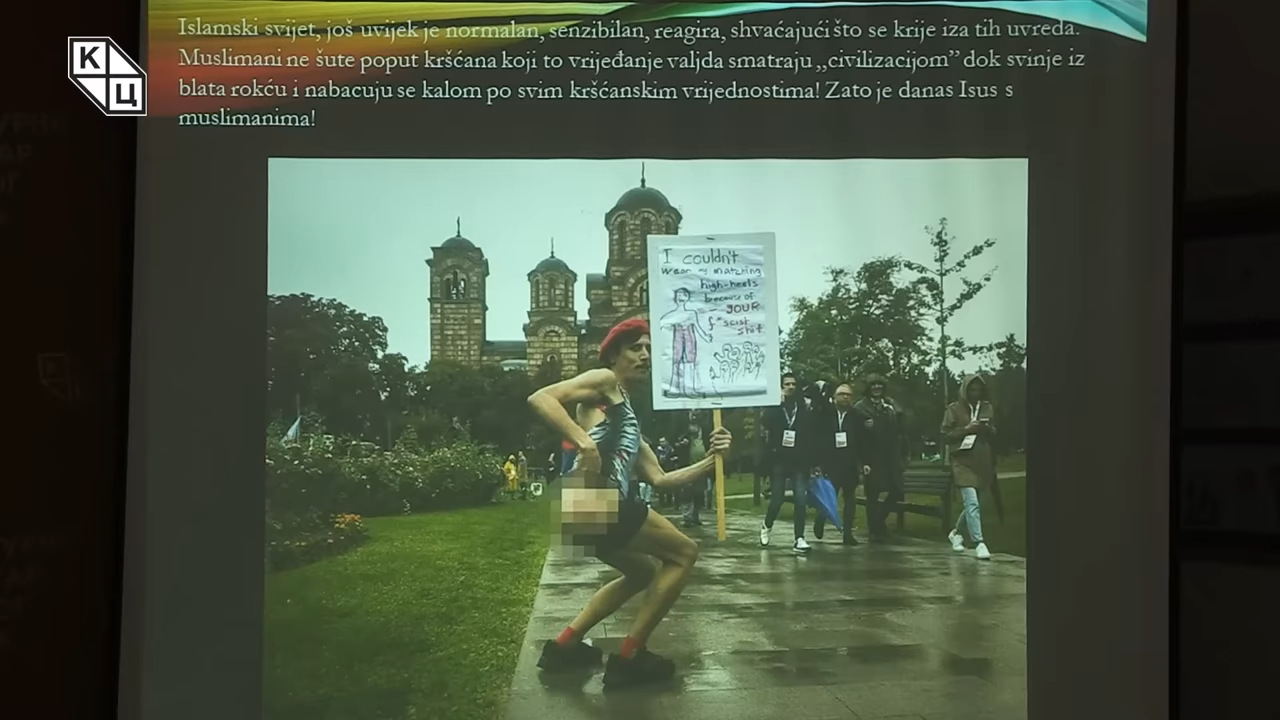 К
Ц
Islamski svijet, još uvijek je normalan, senzibilan, reagira, shvaćajući što se krije iza tih uvreda.
Muslimani ne šute poput kršćana koji to vrijeđanje valjda smatraju „civilizacijom” dok svinje iz
blata rokću i nabacuju se kalom po svim kršćanskim vrijednostima! Zato je danas Isus s
muslimanima!
I couldn't
wear my matching
high-heels
because of
YOUR
f*scist
shit